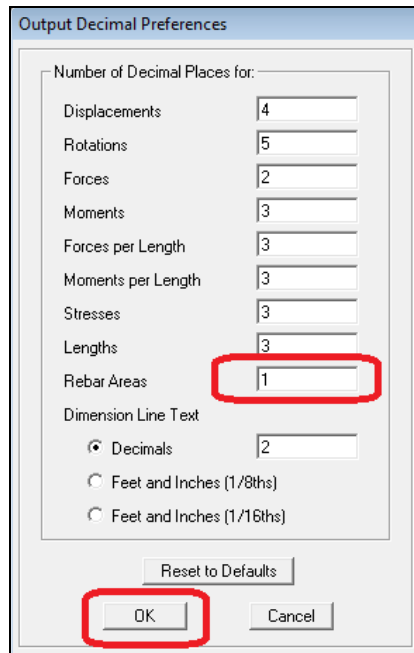 Output Decimal Preferences
Number of Decimal Places for:
Displacements 4
Rotations 5
Forces 2
Moments 3
Forces per Length 3
Moments per Length 3
Stresses 3
Lengths 3
Rebar Areas 1
Dimension Line Text
Decimals 2
Feet and Inches (1/8ths)
Feet and Inches (1/16ths)
Reset to Defaults
OK Cancel